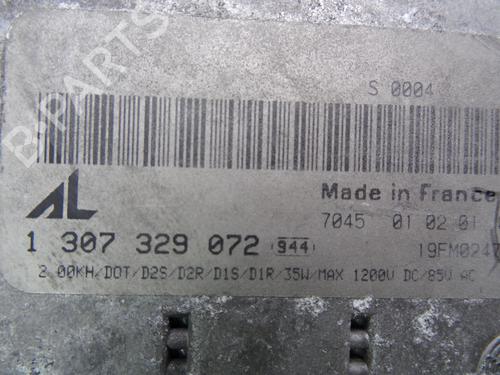 B-PARTS
S 0004
AL
Made in France
7045 01 02 01
1 307 329 072 944
19FM0247
2.00KH/DOT/D2S/D2R/D1S/D1R/35W/MAX 1200V DC/85V AC